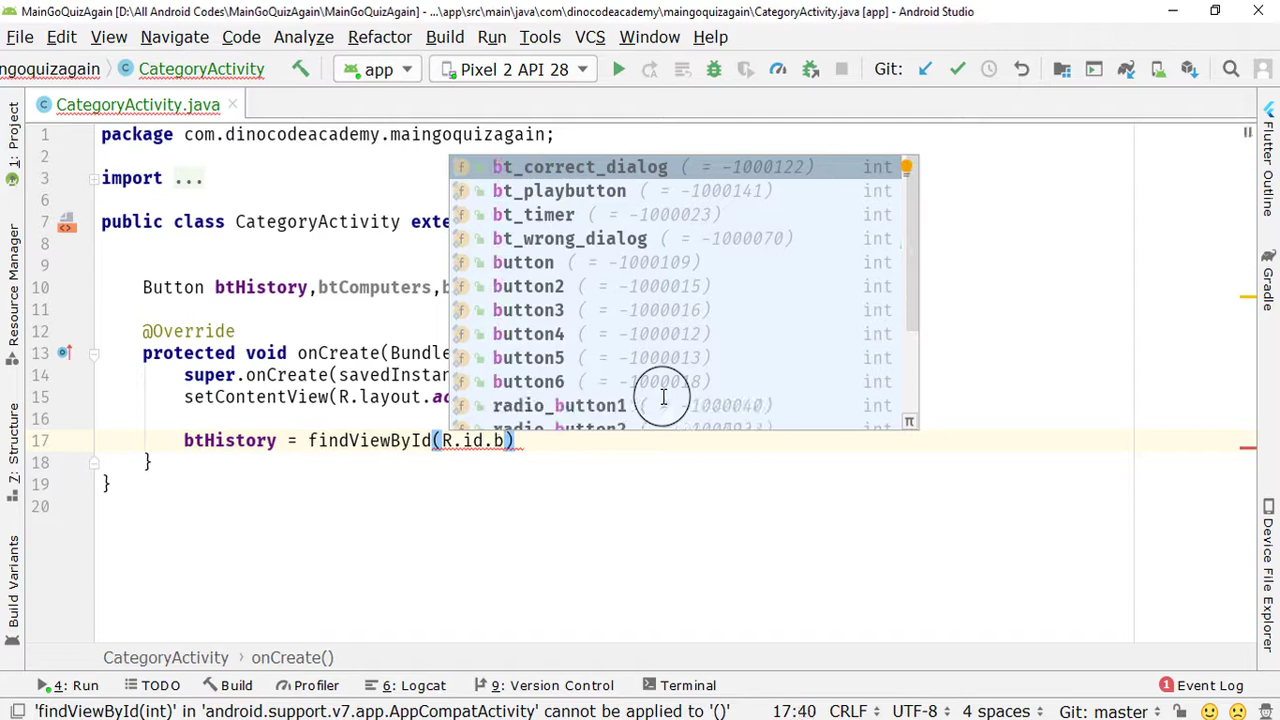 MainGoQuizAgain [D:\All Android Codes\MainGoQuizAgain\MainGoQuizAgain] - ...\app\src\main\java\com\dinocodeacademy\maingoquizagain\CategoryActivity.java [app] - Android Studio
File Edit View Navigate Code Analyze Refactor Build Run Tools VCS Window Help
ngoquizagain CategoryActivity app Pixel 2 API 28 Git:
CategoryActivity.java
1 package com.dinocodeacademy.maingoquizagain;
2
3 import ...
6
7 public class CategoryActivity exte
8
9
10 Button btHistory,btComputers,b
11
12 @Override
13 protected void onCreate(Bundle
14 super.onCreate(savedInstan
15 setContentView(R.layout.ac
16
17 btHistory = findViewById(R.id.b)
18 }
19 }
20
bt_correct_dialog ( = -1000122) int
bt_playbutton ( = -1000141) int
bt_timer ( = -1000023) int
bt_wrong_dialog ( = -1000070) int
button ( = -1000109) int
button2 ( = -1000015) int
button3 ( = -1000016) int
button4 ( = -1000012) int
button5 ( = -1000013) int
button6 ( = -1000018) int
radio_button1 ( = -1000040) int
π
1: Project
Resource Manager
7: Structure
Build Variants
Flutter Outline
Gradle
Device File Explorer
CategoryActivity > onCreate()
4: Run TODO Build Profiler 6: Logcat 9: Version Control Terminal 1 Event Log
'findViewById(int)' in 'android.support.v7.app.AppCompatActivity' cannot be applied to '()' 17:40 CRLF UTF-8 4 spaces Git: master